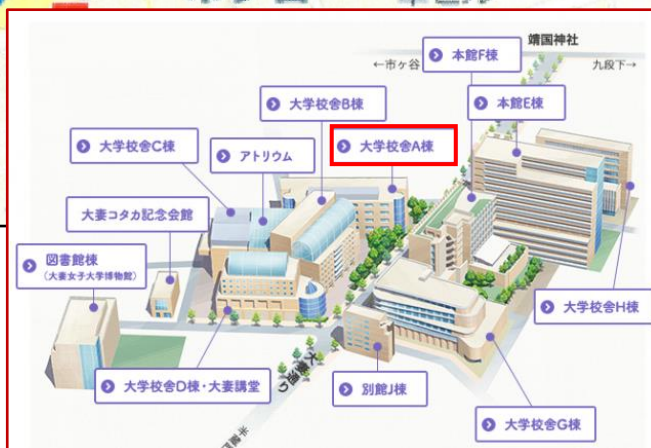 靖国神社
←市ヶ谷
九段下→
本館F棟
大学校舎B棟
本館E棟
大学校舎C棟
アトリウム
大学校舎A棟
大妻コタカ記念会館
図書館棟
(大妻女子大学博物館)
大学校舎H棟
大妻通り
大学校舎D棟・大妻講堂
別館J棟
大学校舎G棟